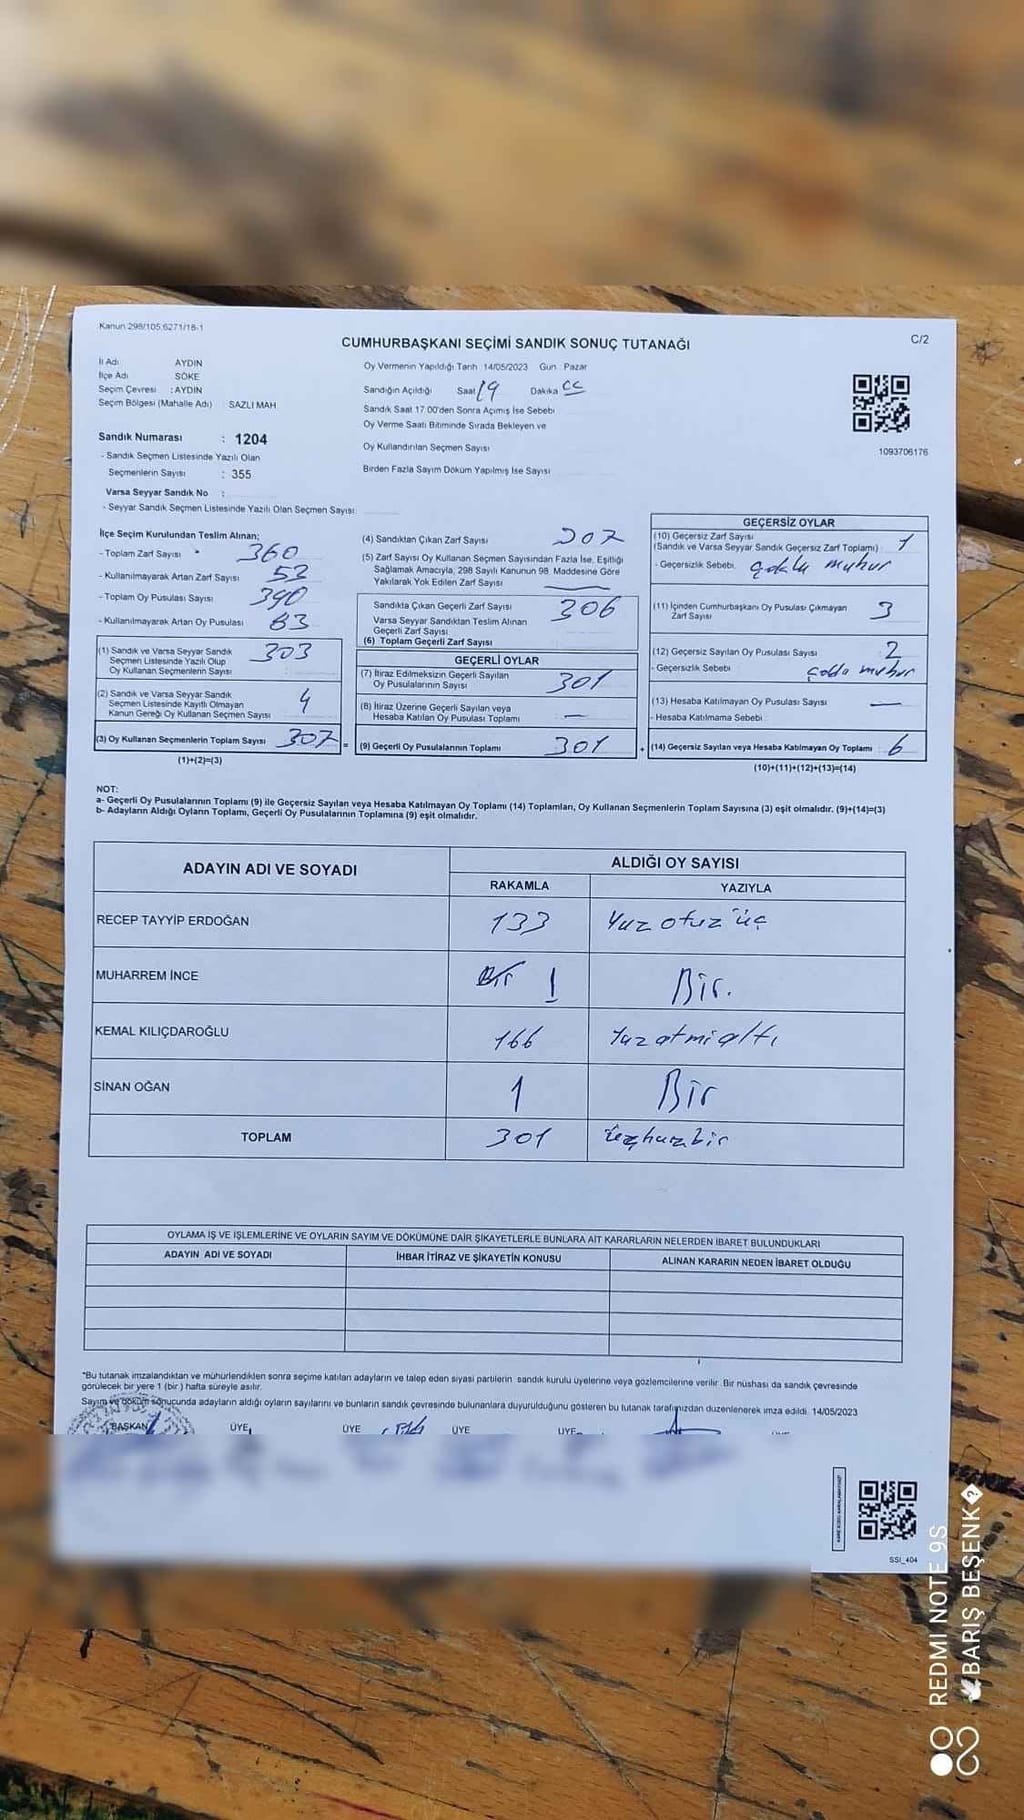 Kanun 298/105,6271/18-1
CUMHURBAŞKANI SEÇİMİ SANDIK SONUÇ TUTANAĞI
C/2
İl Adı AYDIN
İlçe Adı SÖKE
Seçim Çevresi : AYDIN
Seçim Bölgesi (Mahalle Adı) SAZLI MAH
Sandık Numarası : 1204
- Sandık Seçmen Listesinde Yazılı Olan
Seçmenlerin Sayısı : 355
Varsa Seyyar Sandık No :
- Seyyar Sandık Seçmen Listesinde Yazılı Olan Seçmen Sayısı
Oy Vermenin Yapıldığı Tarih 14/05/2023 Gün Pazar
Sandığın Açıldığı Saat 19 Dakika
Sandık Saat 17 00'den Sonra Açımış İse Sebebi
Oy Verme Saati Bitiminde Sırada Bekleyen ve
Oy Kullandırılan Seçmen Sayısı
Birden Fazla Sayım Döküm Yapılmış İse Sayısı
1093706176
İlçe Seçim Kurulundan Teslim Alınan;
- Toplam Zarf Sayısı 360
- Kullanılmayarak Artan Zarf Sayısı 53
- Toplam Oy Pusulası Sayısı 390
- Kullanılmayarak Artan Oy Pusulası 83
(1) Sandık ve Varsa Seyyar Sandık
Seçmen Listesinde Yazılı Olup
Oy Kullanan Seçmenlerin Sayısı 303
(2) Sandık ve Varsa Seyyar Sandık
Seçmen Listesinde Kayıtlı Olmayan
Kanun Gereği Oy Kullanan Seçmen Sayısı 4
(3) Oy Kullanan Seçmenlerin Toplam Sayısı 307 =
(1)+(2)=(3)
(4) Sandıktan Çıkan Zarf Sayısı 307
(5) Zarf Sayısı Oy Kullanan Seçmen Sayısından Fazla İse, Eşitliği
Sağlamak Amacıyla, 298 Sayılı Kanunun 98. Maddesine Göre
Yakılarak Yok Edilen Zarf Sayısı —
Sandıkta Çıkan Geçerli Zarf Sayısı 306
Varsa Seyyar Sandıktan Teslim Alınan
Geçerli Zarf Sayısı
(6) Toplam Geçerli Zarf Sayısı
GEÇERLİ OYLAR
(7) İtiraz Edilmeksizin Geçerli Sayılan
Oy Pusulalarının Sayısı 301
(8) İtiraz Üzerine Geçerli Sayılan veya
Hesaba Katılan Oy Pusulası Toplamı —
(9) Geçerli Oy Pusulalarının Toplamı 301 +
GEÇERSİZ OYLAR
(10) Geçersiz Zarf Sayısı
(Sandık ve Varsa Seyyar Sandık Geçersiz Zarf Toplamı) 1
- Geçersizlik Sebebi. çoklu muhur
(11) İçinden Cumhurbaşkanı Oy Pusulası Çıkmayan
Zarf Sayısı 3
(12) Geçersiz Sayılan Oy Pusulası Sayısı 2
- Geçersizlik Sebebi muhur
(13) Hesaba Katılmayan Oy Pusulası Sayısı —
- Hesaba Katılmama Sebebi
(14) Geçersiz Sayılan veya Hesaba Katılmayan Oy Toplamı 6
(10)+(11)+(12)+(13)=(14)
NOT:
a- Geçerli Oy Pusulalarının Toplamı (9) ile Geçersiz Sayılan veya Hesaba Katılmayan Oy Toplamı (14) Toplamları, Oy Kullanan Seçmenlerin Toplam Sayısına (3) eşit olmalıdır. (9)+(14)=(3)
b- Adayların Aldığı Oyların Toplamı, Geçerli Oy Pusulalarının Toplamına (9) eşit olmalıdır.
ADAYIN ADI VE SOYADI
ALDIĞI OY SAYISI
RAKAMLA YAZIYLA
RECEP TAYYİP ERDOĞAN 133 Yuz otuz üç
MUHARREM İNCE Bir 1 Bir.
KEMAL KILIÇDAROĞLU 166 Yuz atmiş altı
SİNAN OĞAN 1 Bir
TOPLAM 301 üçyuzbir
OYLAMA İŞ VE İŞLEMLERİNE VE OYLARIN SAYIM VE DÖKÜMÜNE DAİR ŞİKAYETLERLE BUNLARA AİT KARARLARIN NELERDEN İBARET BULUNDUKLARI
ADAYIN ADI VE SOYADI İHBAR İTİRAZ VE ŞİKAYETİN KONUSU ALINAN KARARIN NEDEN İBARET OLDUĞU
*Bu tutanak imzalandıktan ve mühürlendikten sonra seçime katılan adayların ve talep eden siyasi partilerin sandık kurulu üyelerine veya gözlemcilerine verilir. Bir nüshası da sandık çevresinde
görülecek bir yere 1 (bir ) hafta süreyle asılır.
Sayım ve döküm sonucunda adayların aldığı oyların sayılarını ve bunların sandık çevresinde bulunanlara duyurulduğunu gösteren bu tutanak tarafımızdan düzenlenerek imza edildi. 14/05/2023
BAŞKAN ÜYE ÜYE ÜYE ÜYE
SSI_404
REDMI NOTE 9S
BARIŞ BEŞENK